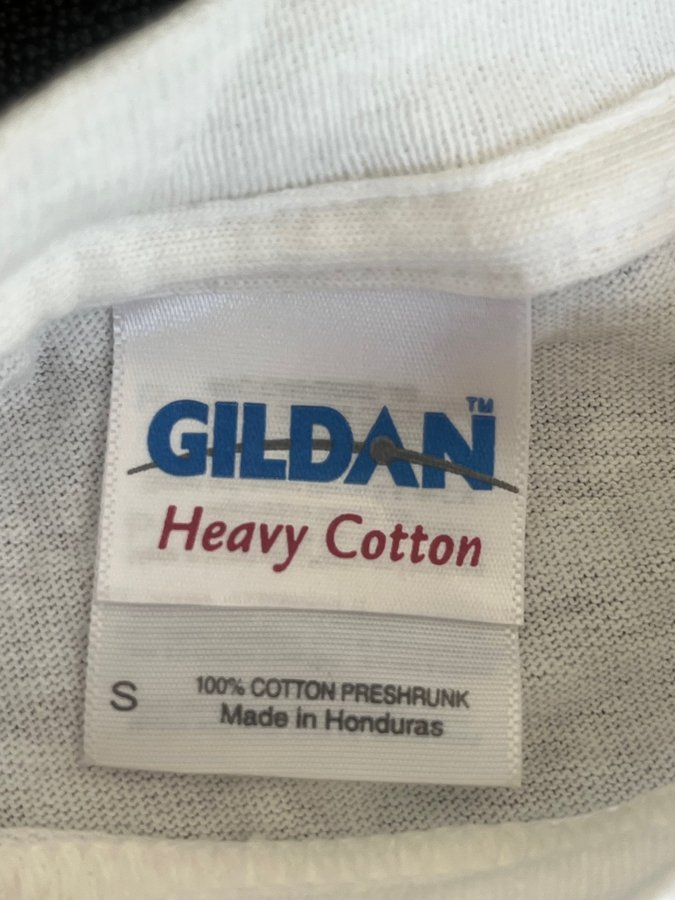 GILDAN™
Heavy Cotton
S 100% COTTON PRESHRUNK
Made in Honduras